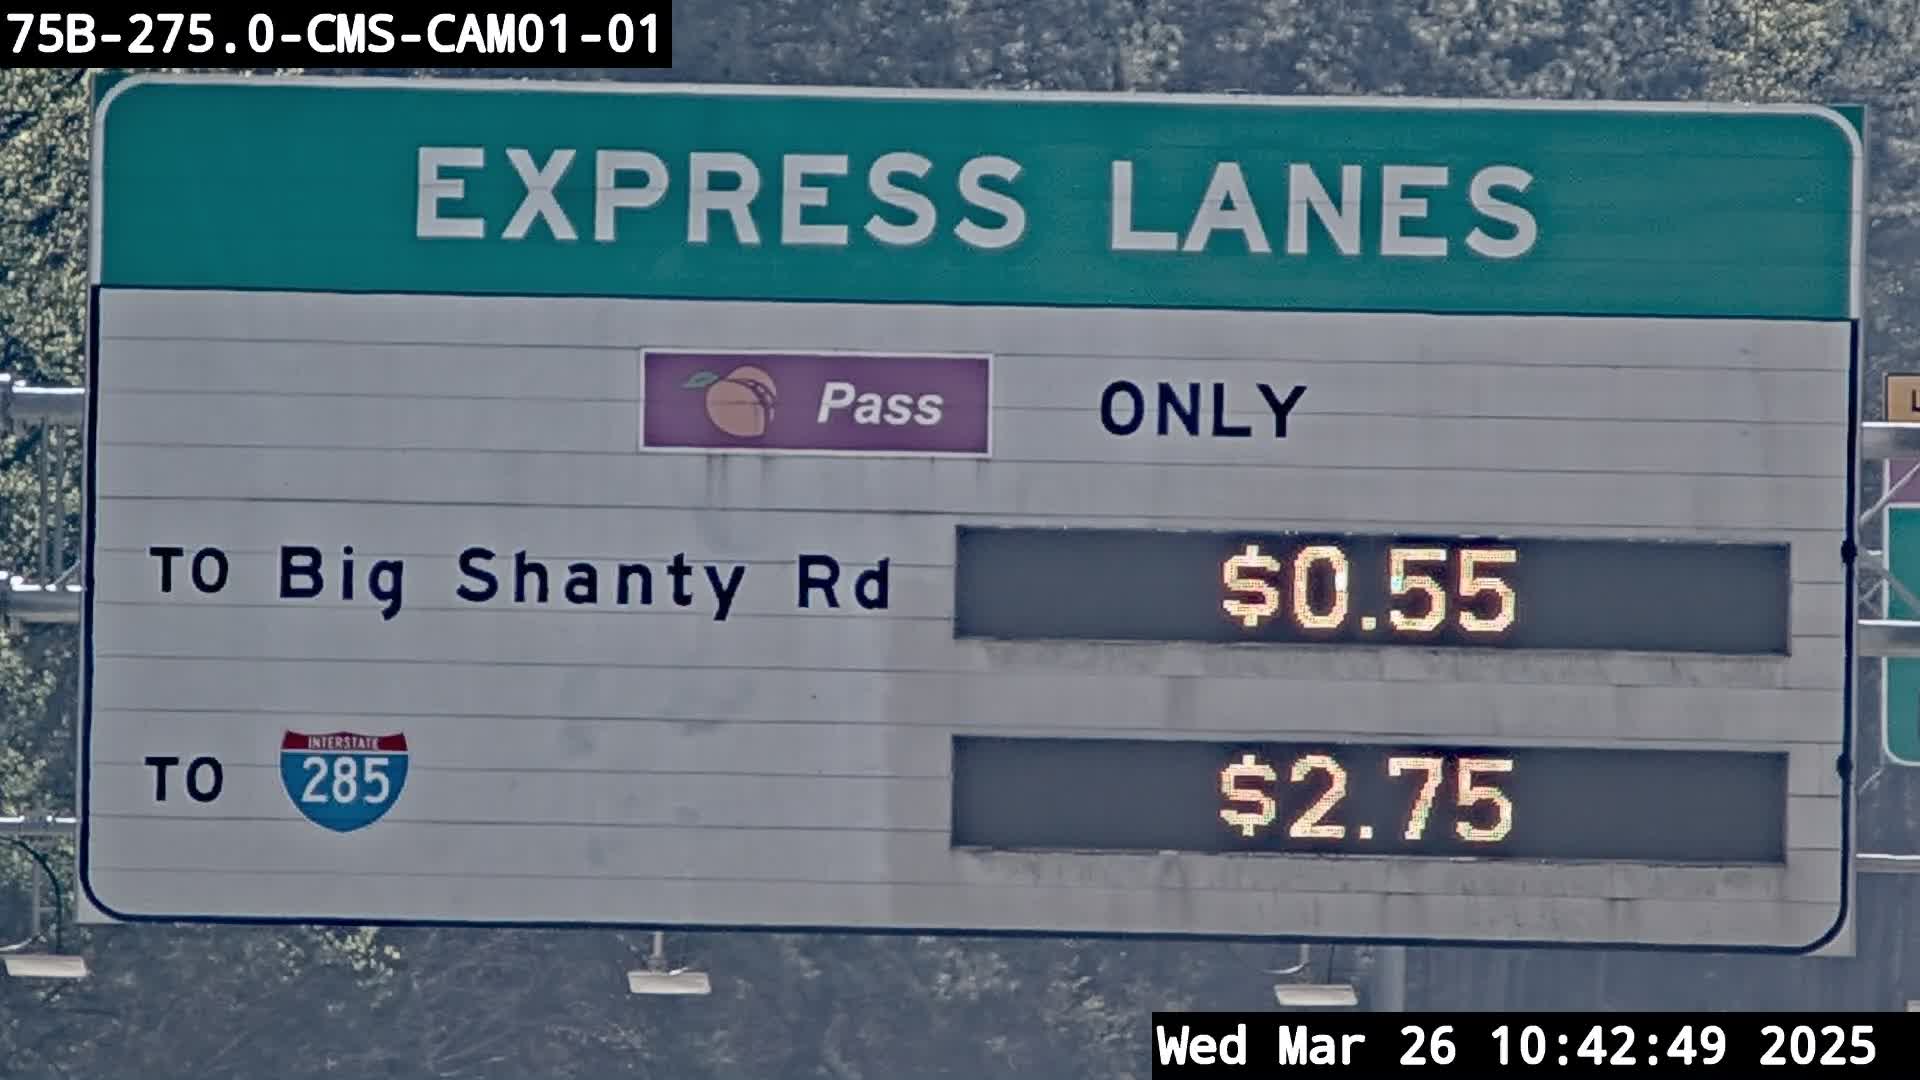 75B-275.0-CMS-CAM01-01
EXPRESS LANES
Pass ONLY
TO Big Shanty Rd $0.55
TO INTERSTATE 285 $2.75
Wed Mar 26 10:42:49 2025